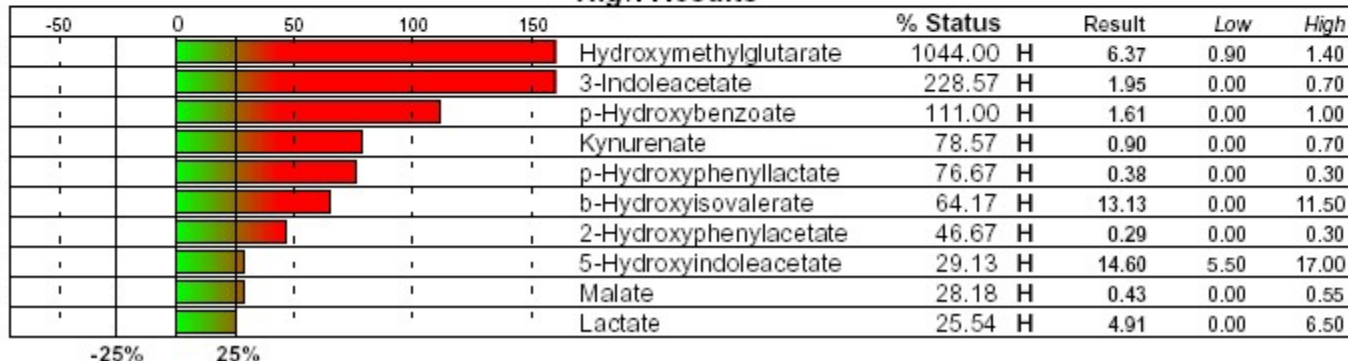 -50 0 50 100 150 % Status Result Low High
Hydroxymethylglutarate 1044.00 H 6.37 0.90 1.40
3-Indoleacetate 228.57 H 1.95 0.00 0.70
p-Hydroxybenzoate 111.00 H 1.61 0.00 1.00
Kynurenate 78.57 H 0.90 0.00 0.70
p-Hydroxyphenyllactate 76.67 H 0.38 0.00 0.30
b-Hydroxyisovalerate 64.17 H 13.13 0.00 11.50
2-Hydroxyphenylacetate 46.67 H 0.29 0.00 0.30
5-Hydroxyindoleacetate 29.13 H 14.60 5.50 17.00
Malate 28.18 H 0.43 0.00 0.55
Lactate 25.54 H 4.91 0.00 6.50
-25% 25%